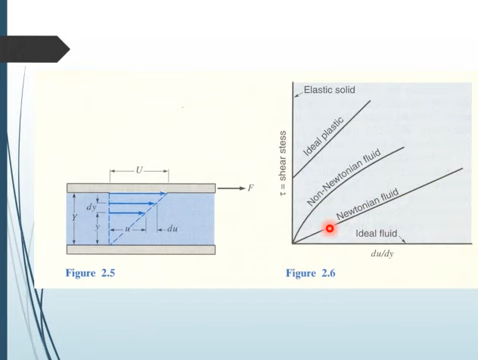 U
F
dy
Y
y
u
du
Figure 2.5
Elastic solid
Ideal plastic
Non-Newtonian fluid
Newtonian fluid
Ideal fluid
τ = shear stess
du/dy
Figure 2.6